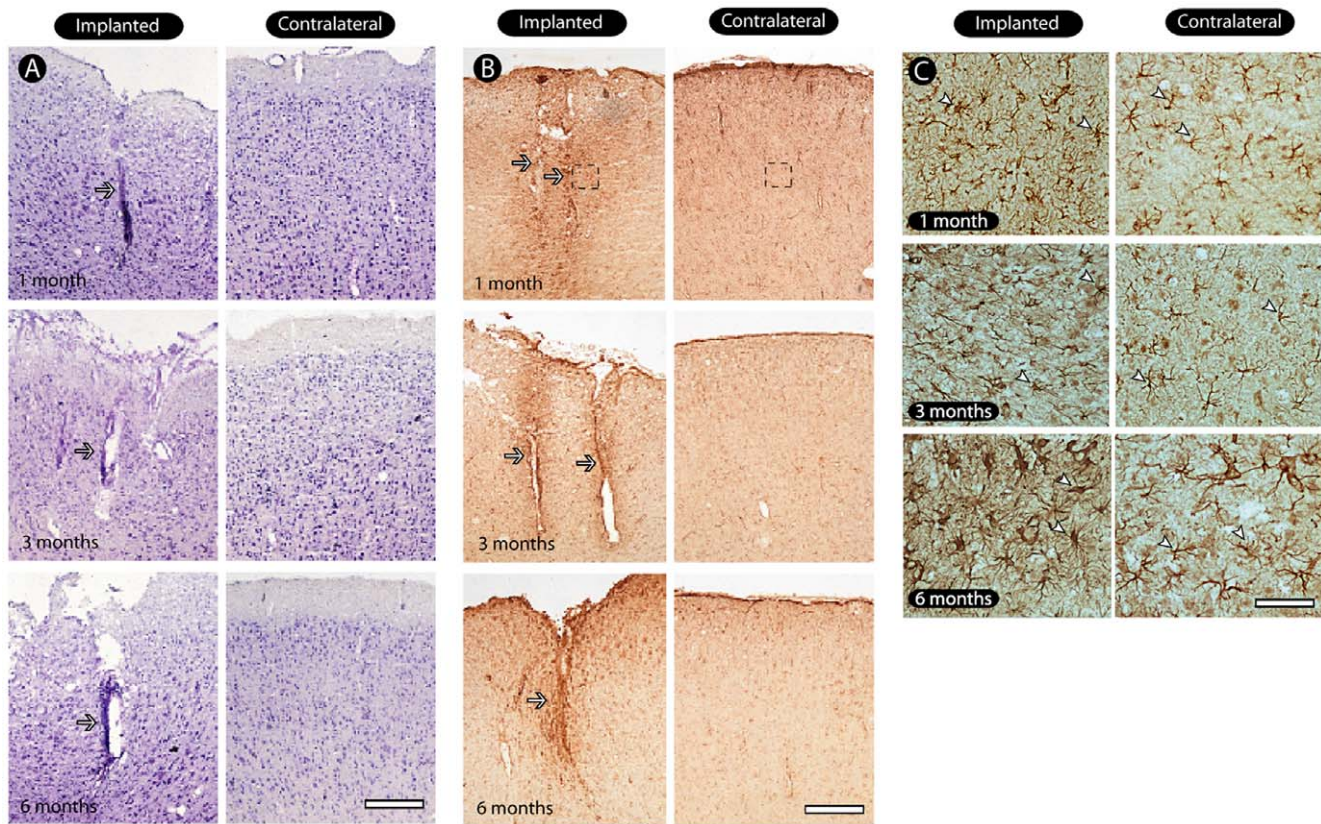 Implanted
Contralateral
A
1 month
3 months
6 months
Implanted
Contralateral
B
1 month
3 months
6 months
Implanted
Contralateral
C
1 month
3 months
6 months